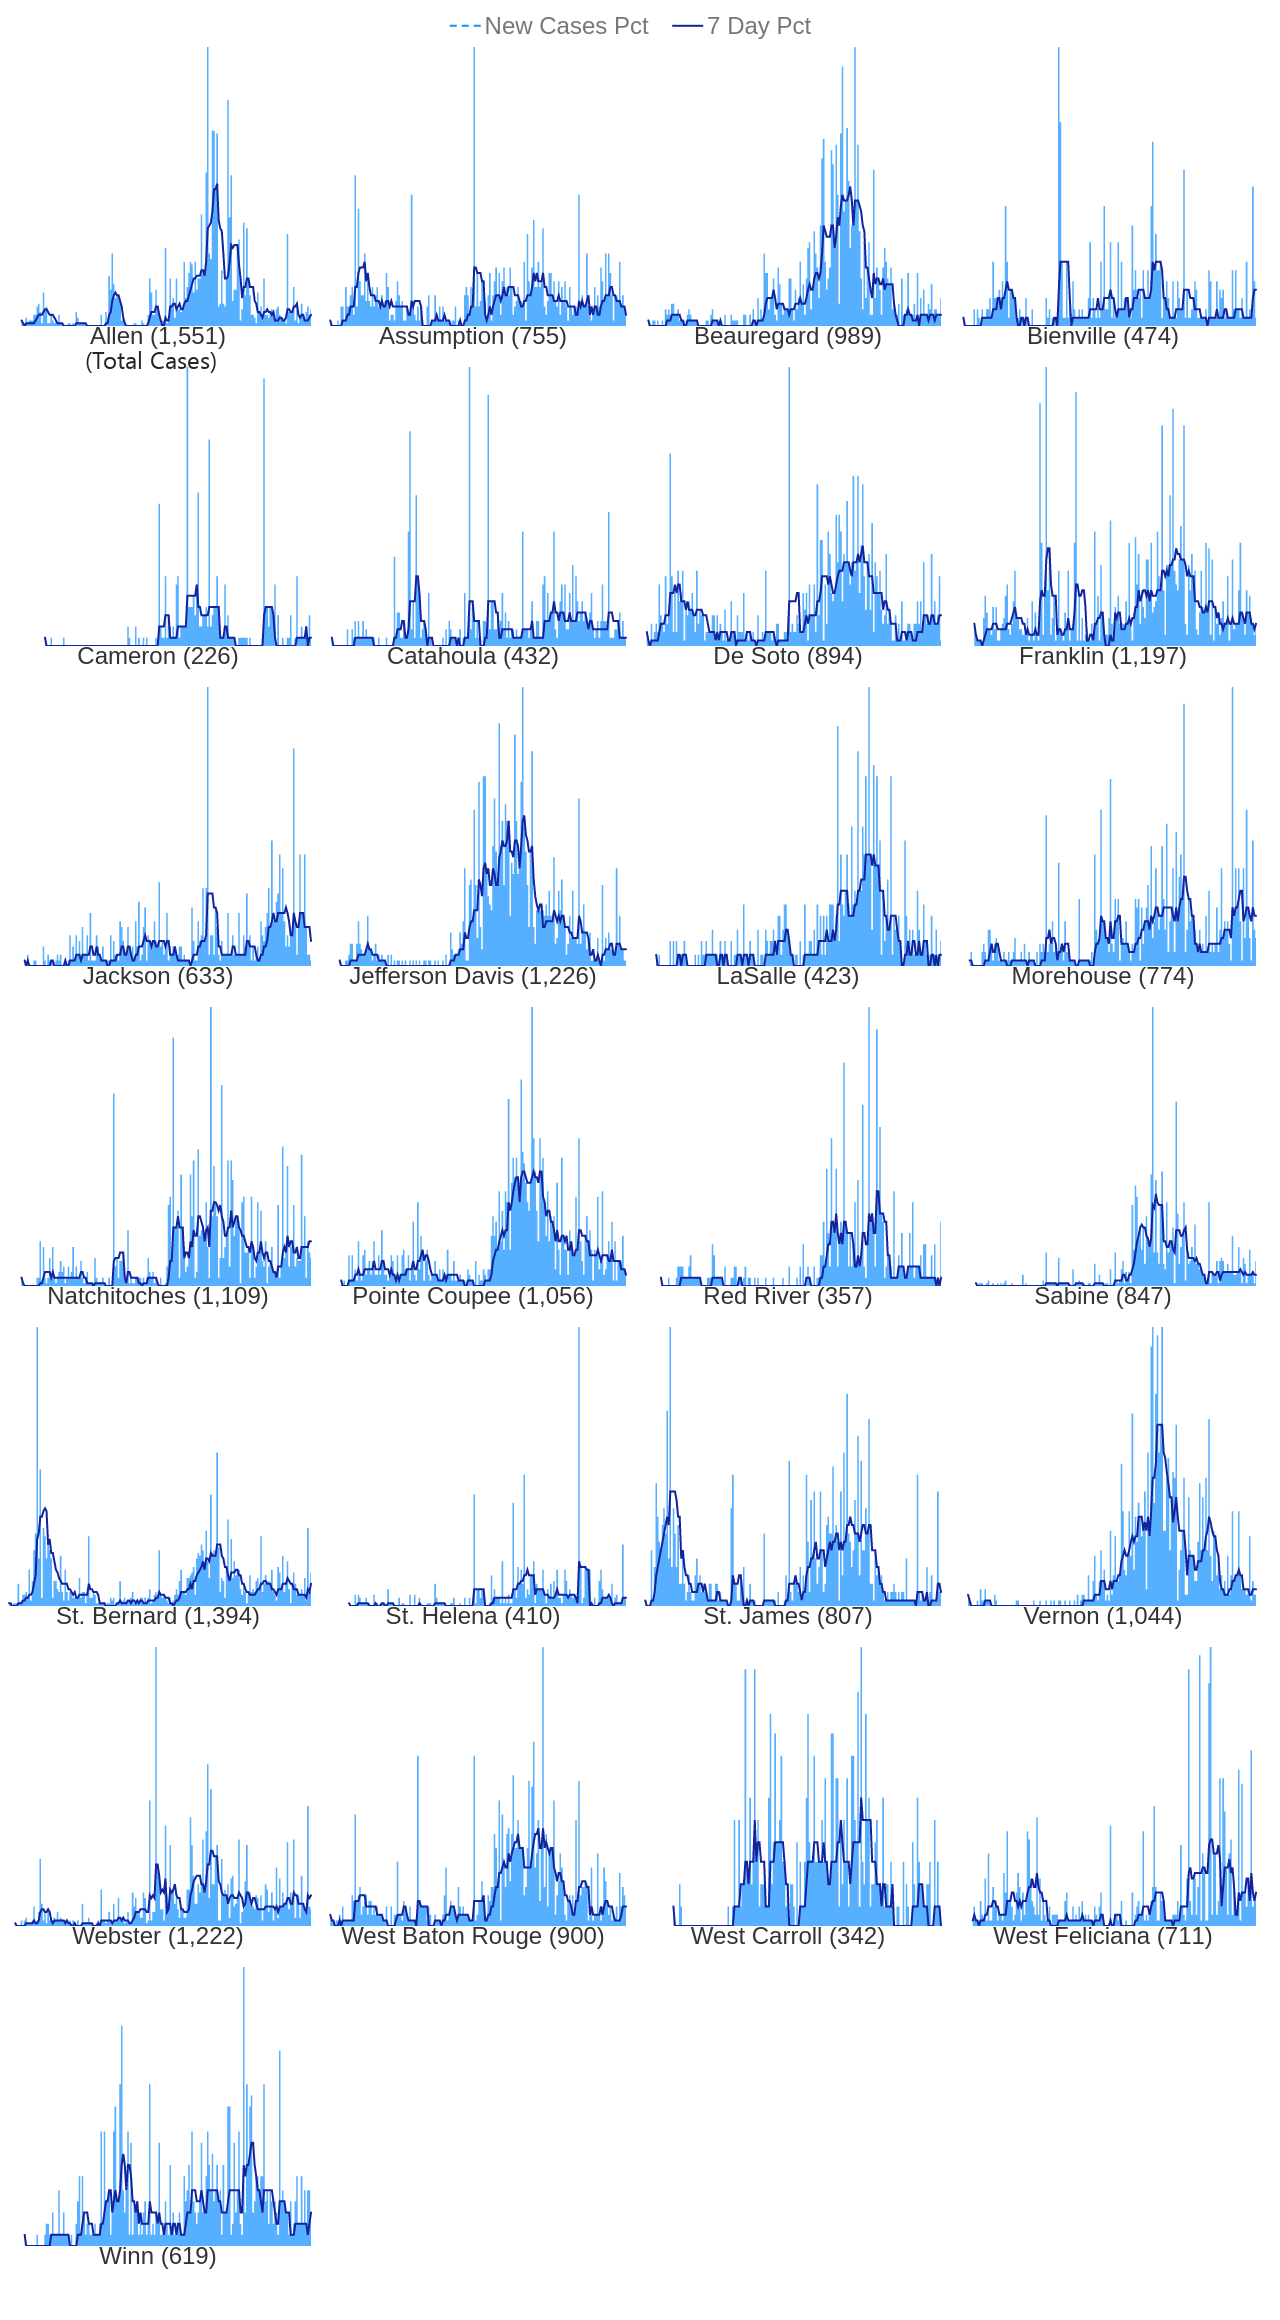 New Cases Pct 7 Day Pct
Allen (1,551) Assumption (755) Beauregard (989) Bienville (474)
(Total Cases)
Cameron (226) Catahoula (432) De Soto (894) Franklin (1,197)
Jackson (633) Jefferson Davis (1,226) LaSalle (423) Morehouse (774)
Natchitoches (1,109) Pointe Coupee (1,056) Red River (357) Sabine (847)
St. Bernard (1,394) St. Helena (410) St. James (807) Vernon (1,044)
Webster (1,222) West Baton Rouge (900) West Carroll (342) West Feliciana (711)
Winn (619)